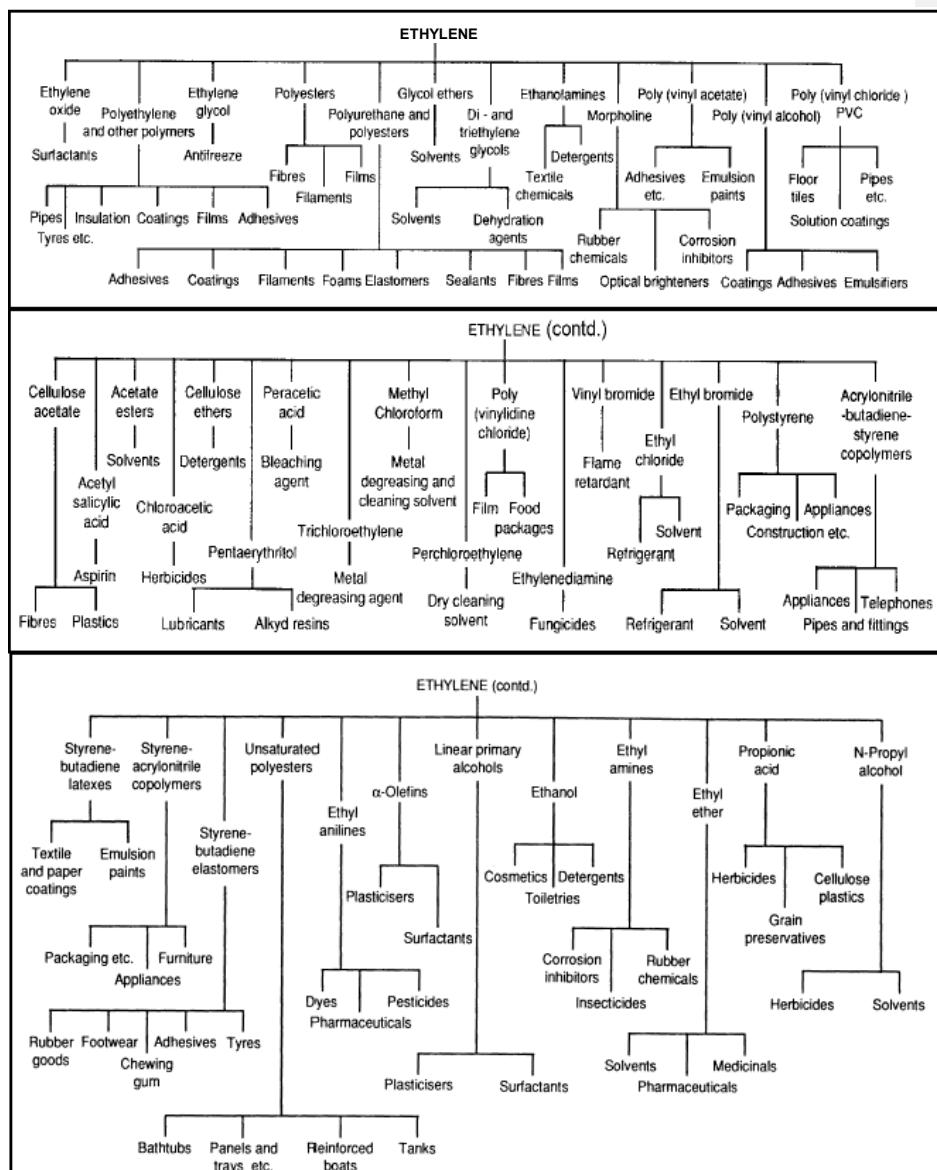 ETHYLENE
Ethylene
oxide
Surfactants
Polyethylene
and other polymers
Pipes
Tyres etc.
Insulation
Coatings
Films
Adhesives
Ethylene
glycol
Antifreeze
Polyesters
Fibres
Filaments
Films
Polyurethane and
polyesters
Adhesives
Coatings
Filaments
Foams
Elastomers
Sealants
Fibres
Films
Glycol ethers
Solvents
Di - and
triethylene
glycols
Solvents
Dehydration
agents
Ethanolamines
Textile
chemicals
Detergents
Morpholine
Rubber
chemicals
Optical brighteners
Corrosion
inhibitors
Poly (vinyl acetate)
Adhesives
etc.
Emulsion
paints
Poly (vinyl alcohol)
Coatings
Adhesives
Emulsifiers
Poly (vinyl chloride )
PVC
Floor
tiles
Solution coatings
Pipes
etc.
ETHYLENE (contd.)
Cellulose
acetate
Fibres
Plastics
Acetyl
salicylic
acid
Aspirin
Acetate
esters
Solvents
Chloroacetic
acid
Herbicides
Cellulose
ethers
Detergents
Pentaerythritol
Lubricants
Alkyd resins
Peracetic
acid
Bleaching
agent
Trichloroethylene
Metal
degreasing agent
Methyl
Chloroform
Metal
degreasing and
cleaning solvent
Perchloroethylene
Dry cleaning
solvent
Poly
(vinylidine
chloride)
Film
Food
packages
Ethylenediamine
Fungicides
Vinyl bromide
Flame
retardant
Ethyl
chloride
Refrigerant
Solvent
Ethyl bromide
Refrigerant
Solvent
Polystyrene
Packaging
Construction etc.
Appliances
Acrylonitrile
-butadiene-
styrene
copolymers
Appliances
Pipes and fittings
Telephones
ETHYLENE (contd.)
Styrene-
butadiene
latexes
Textile
and paper
coatings
Emulsion
paints
Styrene-
acrylonitrile
copolymers
Packaging etc.
Appliances
Furniture
Styrene-
butadiene
elastomers
Rubber
goods
Footwear
Chewing
gum
Adhesives
Tyres
Unsaturated
polyesters
Bathtubs
Panels and
trays etc.
Reinforced
boats
Tanks
Ethyl
anilines
Dyes
Pharmaceuticals
Pesticides
α-Olefins
Plasticisers
Surfactants
Linear primary
alcohols
Plasticisers
Surfactants
Ethanol
Cosmetics
Toiletries
Detergents
Ethyl
amines
Corrosion
inhibitors
Insecticides
Rubber
chemicals
Ethyl
ether
Solvents
Pharmaceuticals
Medicinals
Propionic
acid
Herbicides
Grain
preservatives
Cellulose
plastics
N-Propyl
alcohol
Herbicides
Solvents